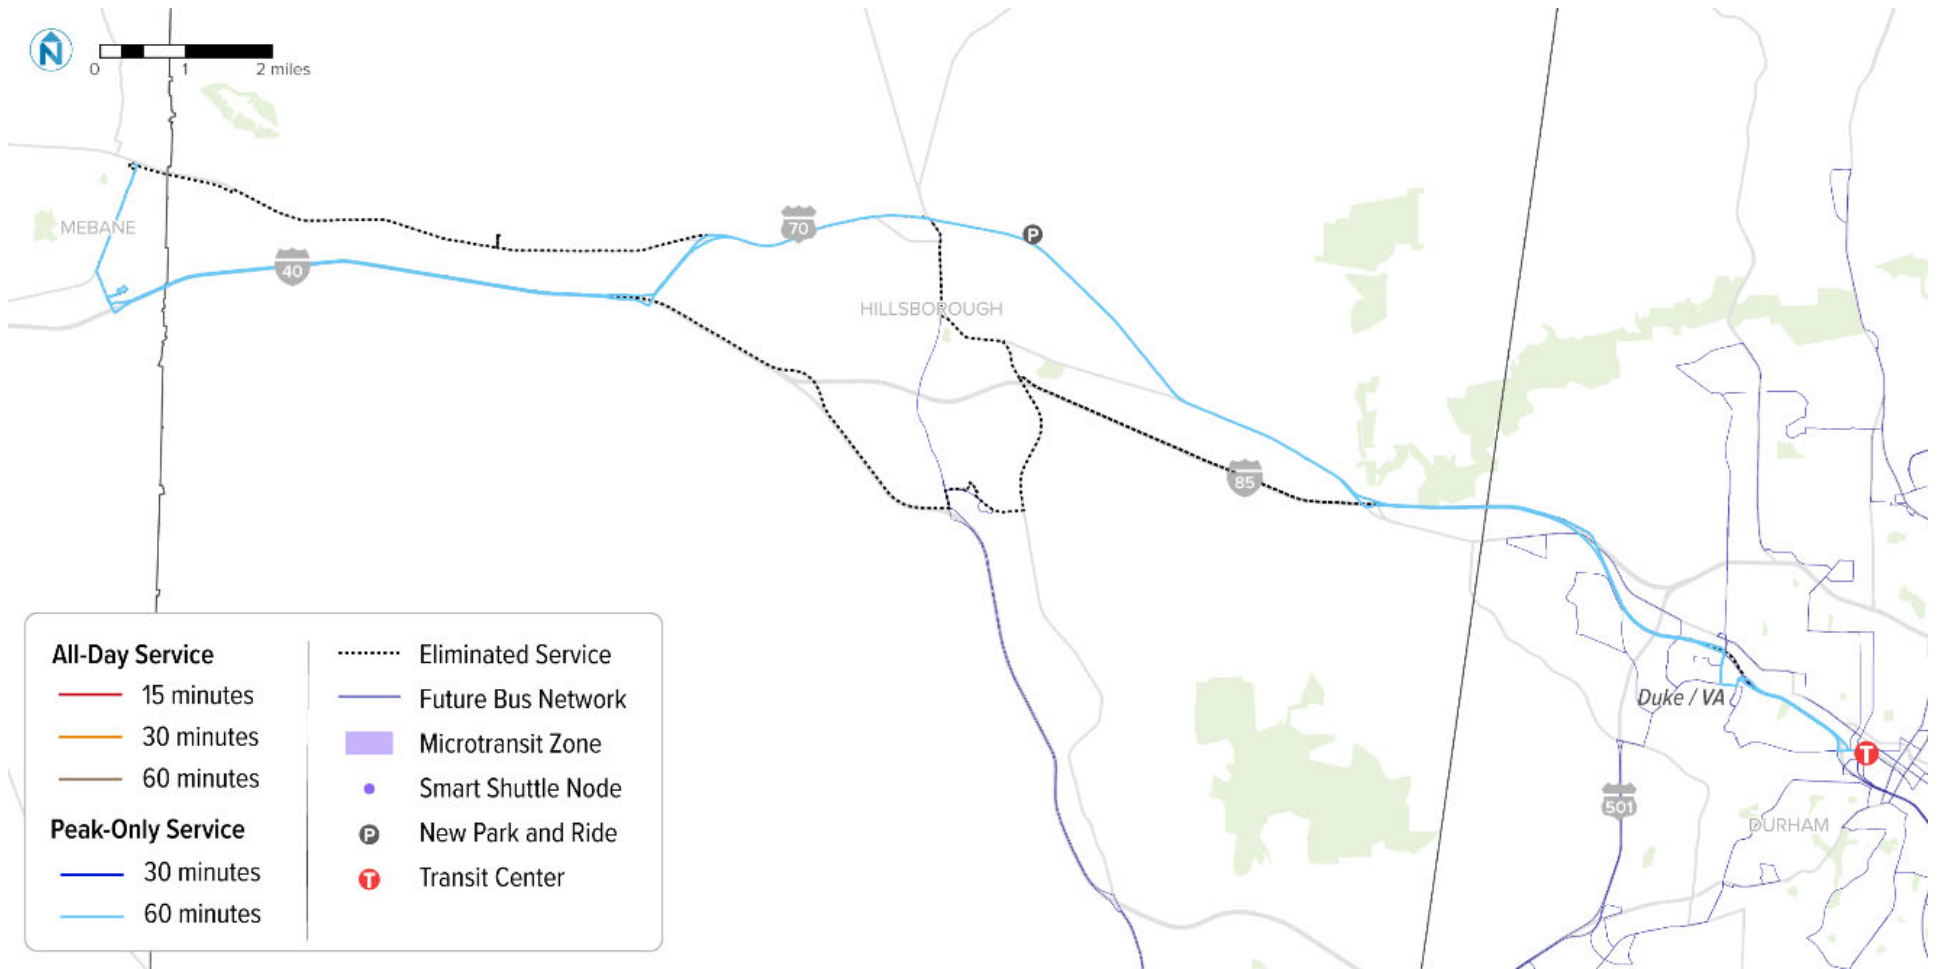 N
0 1 2 miles
70
MEBANE
40
P
HILLSBOROUGH
85
Duke / VA
T
501
DURHAM
All-Day Service
15 minutes
30 minutes
60 minutes
Peak-Only Service
30 minutes
60 minutes
Eliminated Service
Future Bus Network
Microtransit Zone
Smart Shuttle Node
P New Park and Ride
T Transit Center